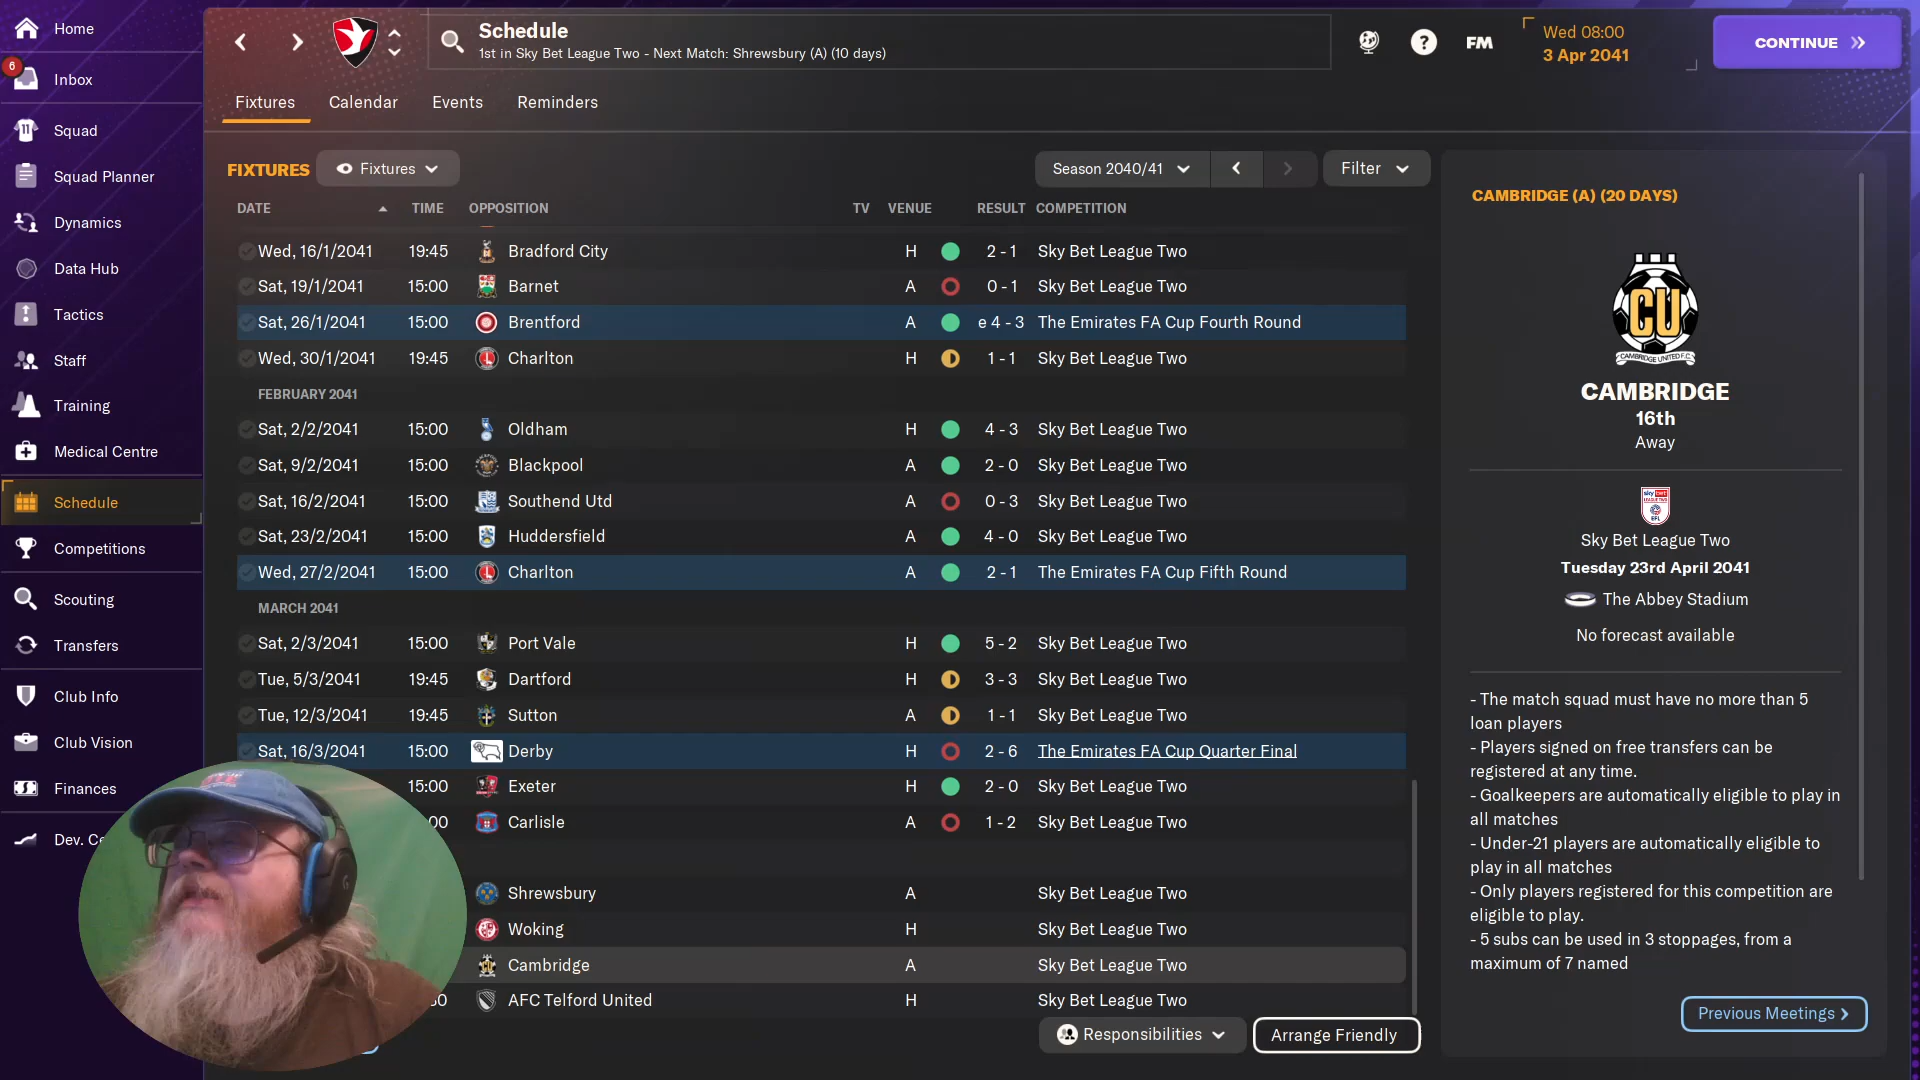 Home
6
Inbox
Squad
Squad Planner
Dynamics
Data Hub
Tactics
Staff
Training
Medical Centre
Schedule
Competitions
Scouting
Transfers
Club Info
Club Vision
Finances
Dev. Ce
Schedule
1st in Sky Bet League Two - Next Match: Shrewsbury (A) (10 days)
?
FM
Wed 08:00
3 Apr 2041
CONTINUE
Fixtures Calendar Events Reminders
FIXTURES Fixtures Season 2040/41 Filter
DATE TIME OPPOSITION TV VENUE RESULT COMPETITION
Wed, 16/1/2041 19:45 Bradford City H 2 - 1 Sky Bet League Two
Sat, 19/1/2041 15:00 Barnet A 0 - 1 Sky Bet League Two
Sat, 26/1/2041 15:00 Brentford A e 4 - 3 The Emirates FA Cup Fourth Round
Wed, 30/1/2041 19:45 Charlton H 1 - 1 Sky Bet League Two
FEBRUARY 2041
Sat, 2/2/2041 15:00 Oldham H 4 - 3 Sky Bet League Two
Sat, 9/2/2041 15:00 Blackpool A 2 - 0 Sky Bet League Two
Sat, 16/2/2041 15:00 Southend Utd A 0 - 3 Sky Bet League Two
Sat, 23/2/2041 15:00 Huddersfield A 4 - 0 Sky Bet League Two
Wed, 27/2/2041 15:00 Charlton A 2 - 1 The Emirates FA Cup Fifth Round
MARCH 2041
Sat, 2/3/2041 15:00 Port Vale H 5 - 2 Sky Bet League Two
Tue, 5/3/2041 19:45 Dartford H 3 - 3 Sky Bet League Two
Tue, 12/3/2041 19:45 Sutton A 1 - 1 Sky Bet League Two
Sat, 16/3/2041 15:00 Derby H 2 - 6 The Emirates FA Cup Quarter Final
15:00 Exeter H 2 - 0 Sky Bet League Two
00 Carlisle A 1 - 2 Sky Bet League Two
Shrewsbury A Sky Bet League Two
Woking H Sky Bet League Two
Cambridge A Sky Bet League Two
AFC Telford United H Sky Bet League Two
Responsibilities
Arrange Friendly
CAMBRIDGE (A) (20 DAYS)
CU
CAMBRIDGE UNITED F.C.
CAMBRIDGE
16th
Away
Sky Bet League Two
Tuesday 23rd April 2041
The Abbey Stadium
No forecast available
- The match squad must have no more than 5
loan players
- Players signed on free transfers can be
registered at any time.
- Goalkeepers are automatically eligible to play in
all matches
- Under-21 players are automatically eligible to
play in all matches
- Only players registered for this competition are
eligible to play.
- 5 subs can be used in 3 stoppages, from a
maximum of 7 named
Previous Meetings